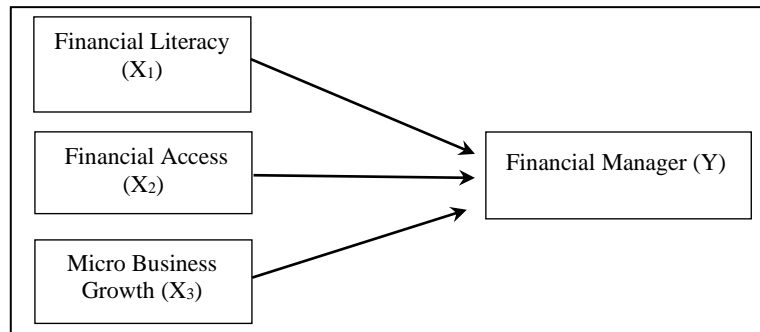 Financial Literacy
(X₁)
Financial Access
(X₂)
Financial Manager (Y)
Micro Business
Growth (X₃)